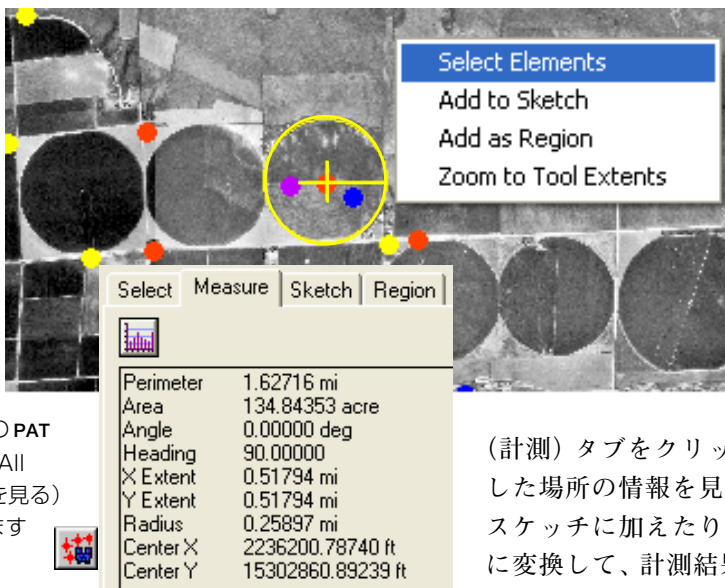 Select Elements
Add to Sketch
Add as Region
Zoom to Tool Extents
Select Measure Sketch Region
Perimeter 1.62716 mi
Area 134.84353 acre
Angle 0.00000 deg
Heading 90.00000
X Extent 0.51794 mi
Y Extent 0.51794 mi
Radius 0.25897 mi
Center X 2236200.78740 ft
Center Y 15302860.89239 ft
の PAT
All
を見る)
ます
(計測) タブをクリッ
した場所の情報を見
スケッチに加えたり
に変換して、計測結果